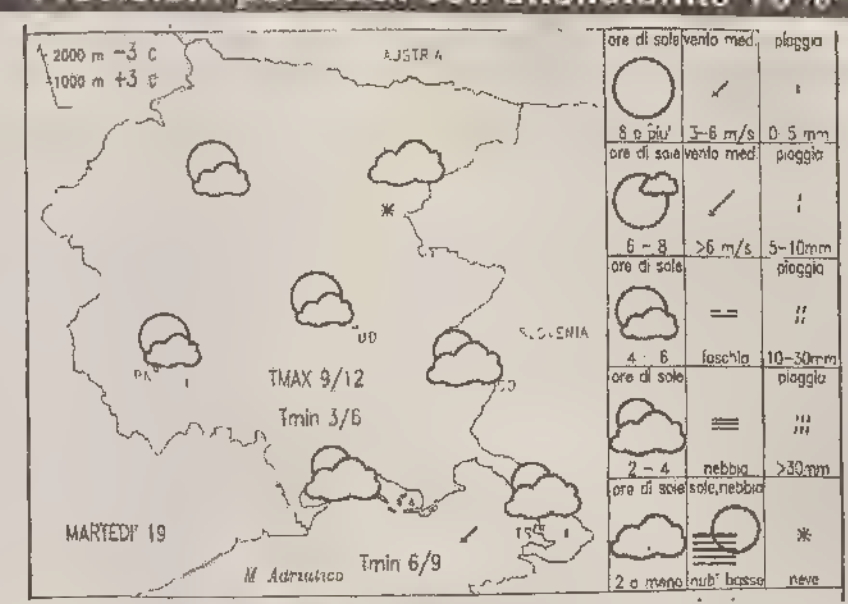 2000 m -3 C
1000 m +3 C
AUSTRIA
UD
SLOVENIA
PN
TMAX 9/12
Tmin 3/6
GO
MARTEDI' 19
TS
M Adriatico
Tmin 6/9
ore di sole vento med. pioggia
8 o piu' 3-6 m/s 0-5 mm
ore di sole vento med. pioggia
6 - 8 >6 m/s 5-10mm
ore di sole pioggia
4 - 6 foschia 10-30mm
ore di sole pioggia
2 - 4 nebbia >30mm
ore di sole sole,nebbia
2 o meno nubi basse neve